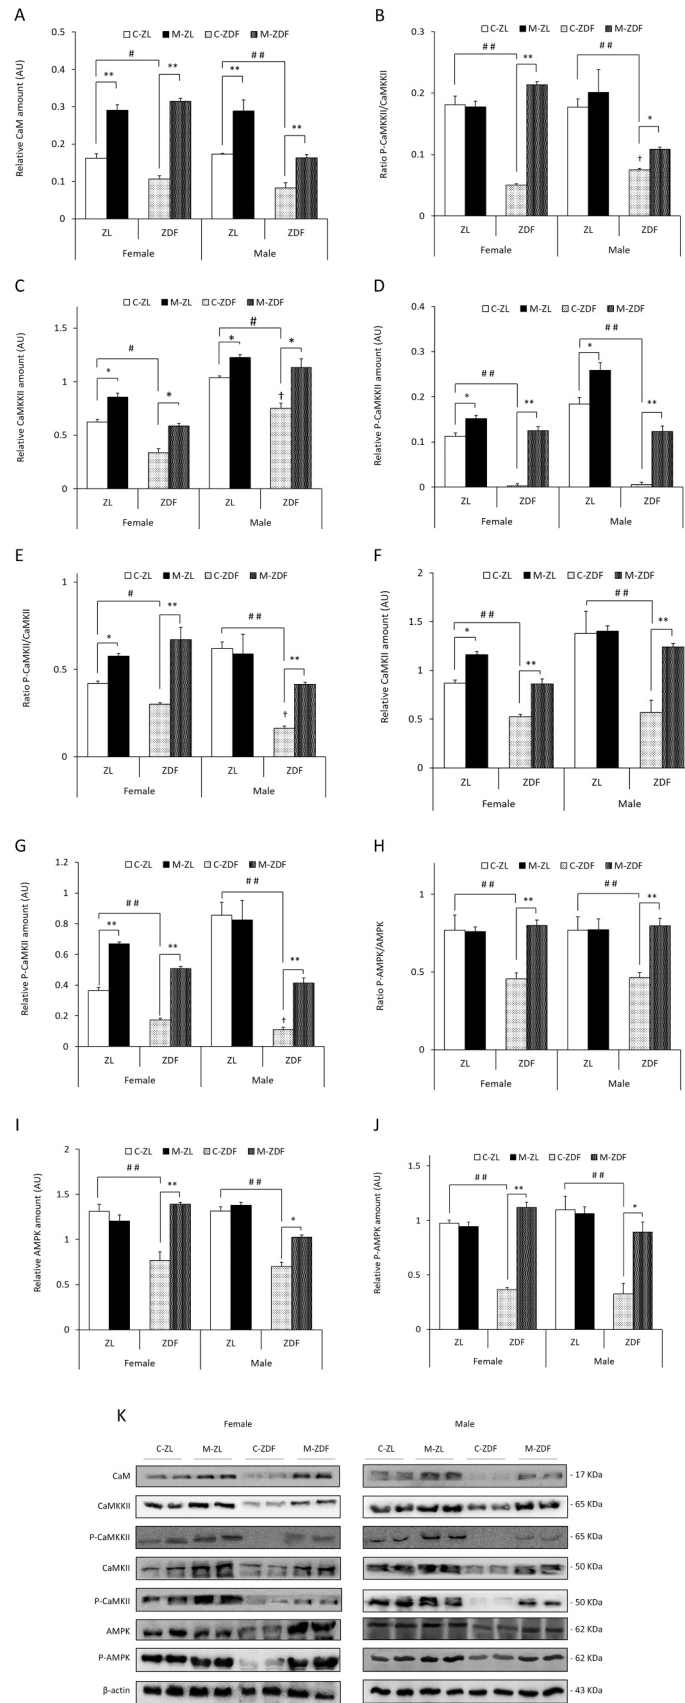 A
C-ZL M-ZL C-ZDF M-ZDF
Relative CaM amount (AU)
0.5
0.4
0.3
0.2
0.1
0
# # #
** ** ** **
ZL ZDF ZL ZDF
Female Male
B
C-ZL M-ZL C-ZDF M-ZDF
Ratio P-CaMKKII/CaMKKII
0.3
0.2
0.1
0
# # # #
** *
†
ZL ZDF ZL ZDF
Female Male
C
C-ZL M-ZL C-ZDF M-ZDF
Relative CaMKKII amount (AU)
1.5
1
0.5
0
# #
* * * *
†
ZL ZDF ZL ZDF
Female Male
D
C-ZL M-ZL C-ZDF M-ZDF
Relative P-CaMKKII amount (AU)
0.4
0.3
0.2
0.1
0
# # # #
* ** * **
ZL ZDF ZL ZDF
Female Male
E
C-ZL M-ZL C-ZDF M-ZDF
Ratio P-CaMKII/CaMKII
1
0.5
0
# # #
* ** **
†
ZL ZDF ZL ZDF
Female Male
F
C-ZL M-ZL C-ZDF M-ZDF
Relative CaMKII amount (AU)
2
1.5
1
0.5
0
# # # #
* ** **
ZL ZDF ZL ZDF
Female Male
G
C-ZL M-ZL C-ZDF M-ZDF
Relative P-CaMKII amount (AU)
1.2
1
0.8
0.6
0.4
0.2
0
# # # #
** ** **
†
ZL ZDF ZL ZDF
Female Male
H
C-ZL M-ZL C-ZDF M-ZDF
Ratio P-AMPK/AMPK
1
0.5
0
# # # #
** **
ZL ZDF ZL ZDF
Female Male
I
C-ZL M-ZL C-ZDF M-ZDF
Relative AMPK amount (AU)
2
1.5
1
0.5
0
# # # #
** *
ZL ZDF ZL ZDF
Female Male
J
C-ZL M-ZL C-ZDF M-ZDF
Relative P-AMPK amount (AU)
1.5
1
0.5
0
# # # #
** *
ZL ZDF ZL ZDF
Female Male
K
Female Male
C-ZL M-ZL C-ZDF M-ZDF C-ZL M-ZL C-ZDF M-ZDF
CaM - 17 KDa
CaMKKII - 65 KDa
P-CaMKKII - 65 KDa
CaMKII - 50 KDa
P-CaMKII - 50 KDa
AMPK - 62 KDa
P-AMPK - 62 KDa
β-actin - 43 KDa